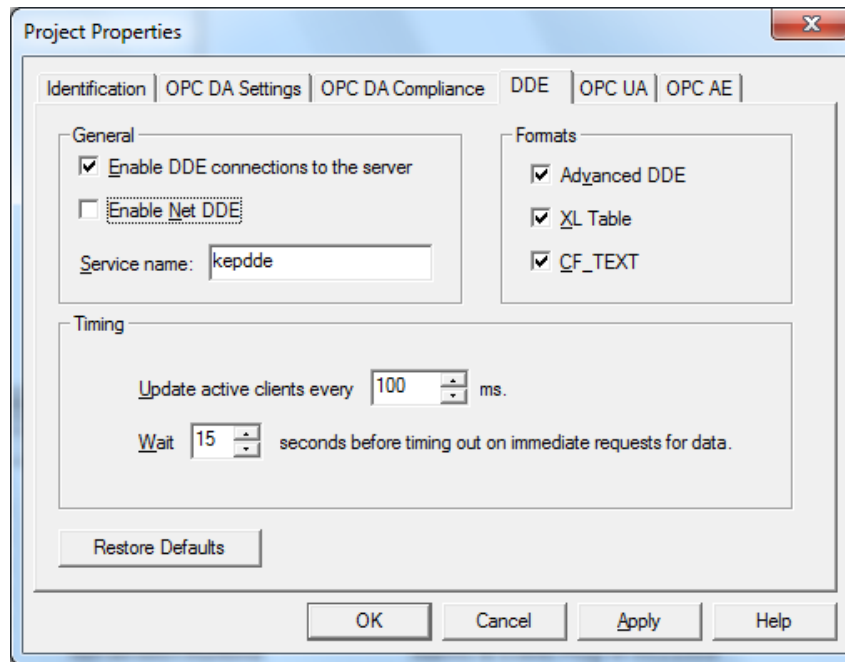 Project Properties
Identification OPC DA Settings OPC DA Compliance DDE OPC UA OPC AE
General
Enable DDE connections to the server
Enable Net DDE
Service name: kepdde
Formats
Advanced DDE
XL Table
CF_TEXT
Timing
Update active clients every 100 ms.
Wait 15 seconds before timing out on immediate requests for data.
Restore Defaults
OK Cancel Apply Help